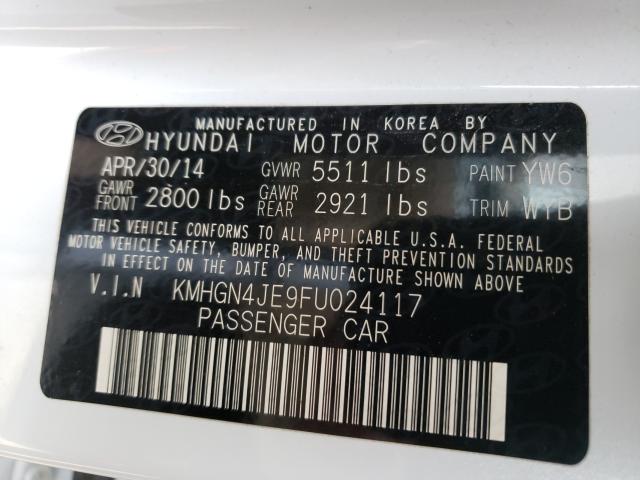 MANUFACTURED IN KOREA BY
HYUNDAI MOTOR COMPANY
APR/30/14 GVWR 5511 lbs PAINT YW6
GAWR FRONT 2800 lbs GAWR REAR 2921 lbs TRIM WYB
THIS VEHICLE CONFORMS TO ALL APPLICABLE U.S.A. FEDERAL
MOTOR VEHICLE SAFETY, BUMPER, AND THEFT PREVENTION STANDARDS
IN EFFECT ON THE DATE OF MANUFACTURE SHOWN ABOVE
V.I.N KMHGN4JE9FU024117
PASSENGER CAR